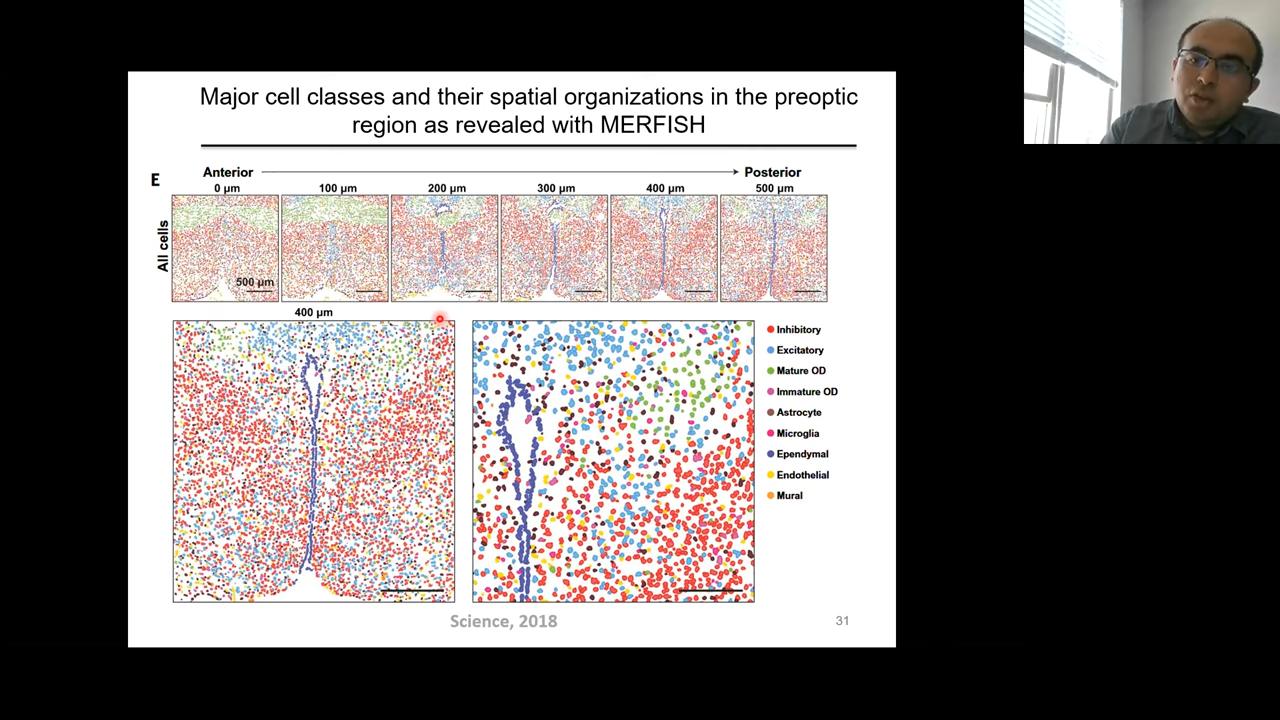 Major cell classes and their spatial organizations in the preoptic
region as revealed with MERFISH
E
Anterior
Posterior
0 µm
100 µm
200 µm
300 µm
400 µm
500 µm
All cells
500 µm
400 µm
Inhibitory
Excitatory
Mature OD
Immature OD
Astrocyte
Microglia
Ependymal
Endothelial
Mural
Science, 2018
31